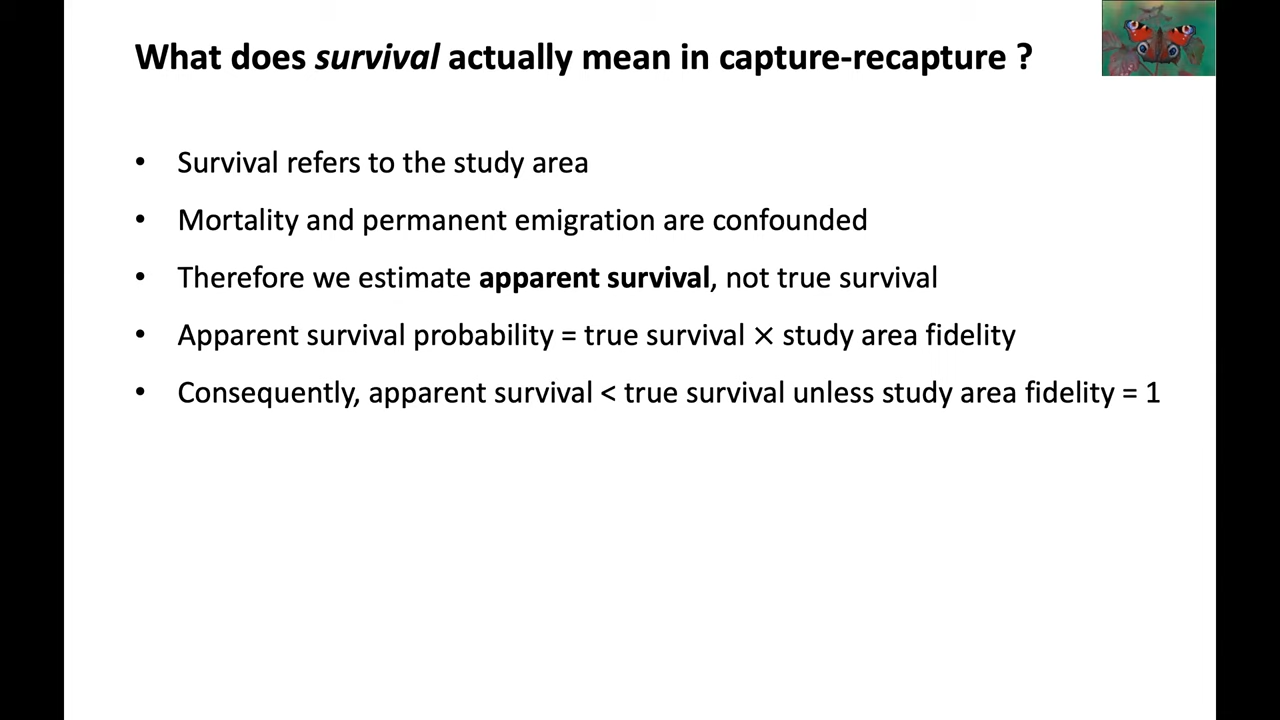 What does survival actually mean in capture-recapture ?
• Survival refers to the study area
• Mortality and permanent emigration are confounded
• Therefore we estimate apparent survival, not true survival
• Apparent survival probability = true survival × study area fidelity
• Consequently, apparent survival < true survival unless study area fidelity = 1